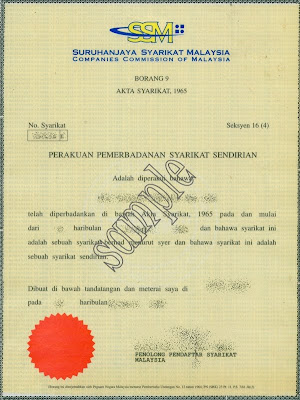 SSM
SURUHANJAYA SYARIKAT MALAYSIA
COMPANIES COMMISSION OF MALAYSIA
BORANG 9
AKTA SYARIKAT, 1965
No. Syarikat
Seksyen 16 (4)
PERAKUAN PEMERBADANAN SYARIKAT SENDIRIAN
Adalah diperakui bahawa
telah diperbadankan di bawah Akta Syarikat, 1965 pada dan mulai
dari haribulan dan bahawa syarikat ini
adalah sebuah syarikat berhad menurut syer dan bahawa syarikat ini adalah
sebuah syarikat sendirian.
Dibuat di bawah tandatangan dan meterai saya di
pada haribulan
sample
PENOLONG PENDAFTAR SYARIKAT
MALAYSIA